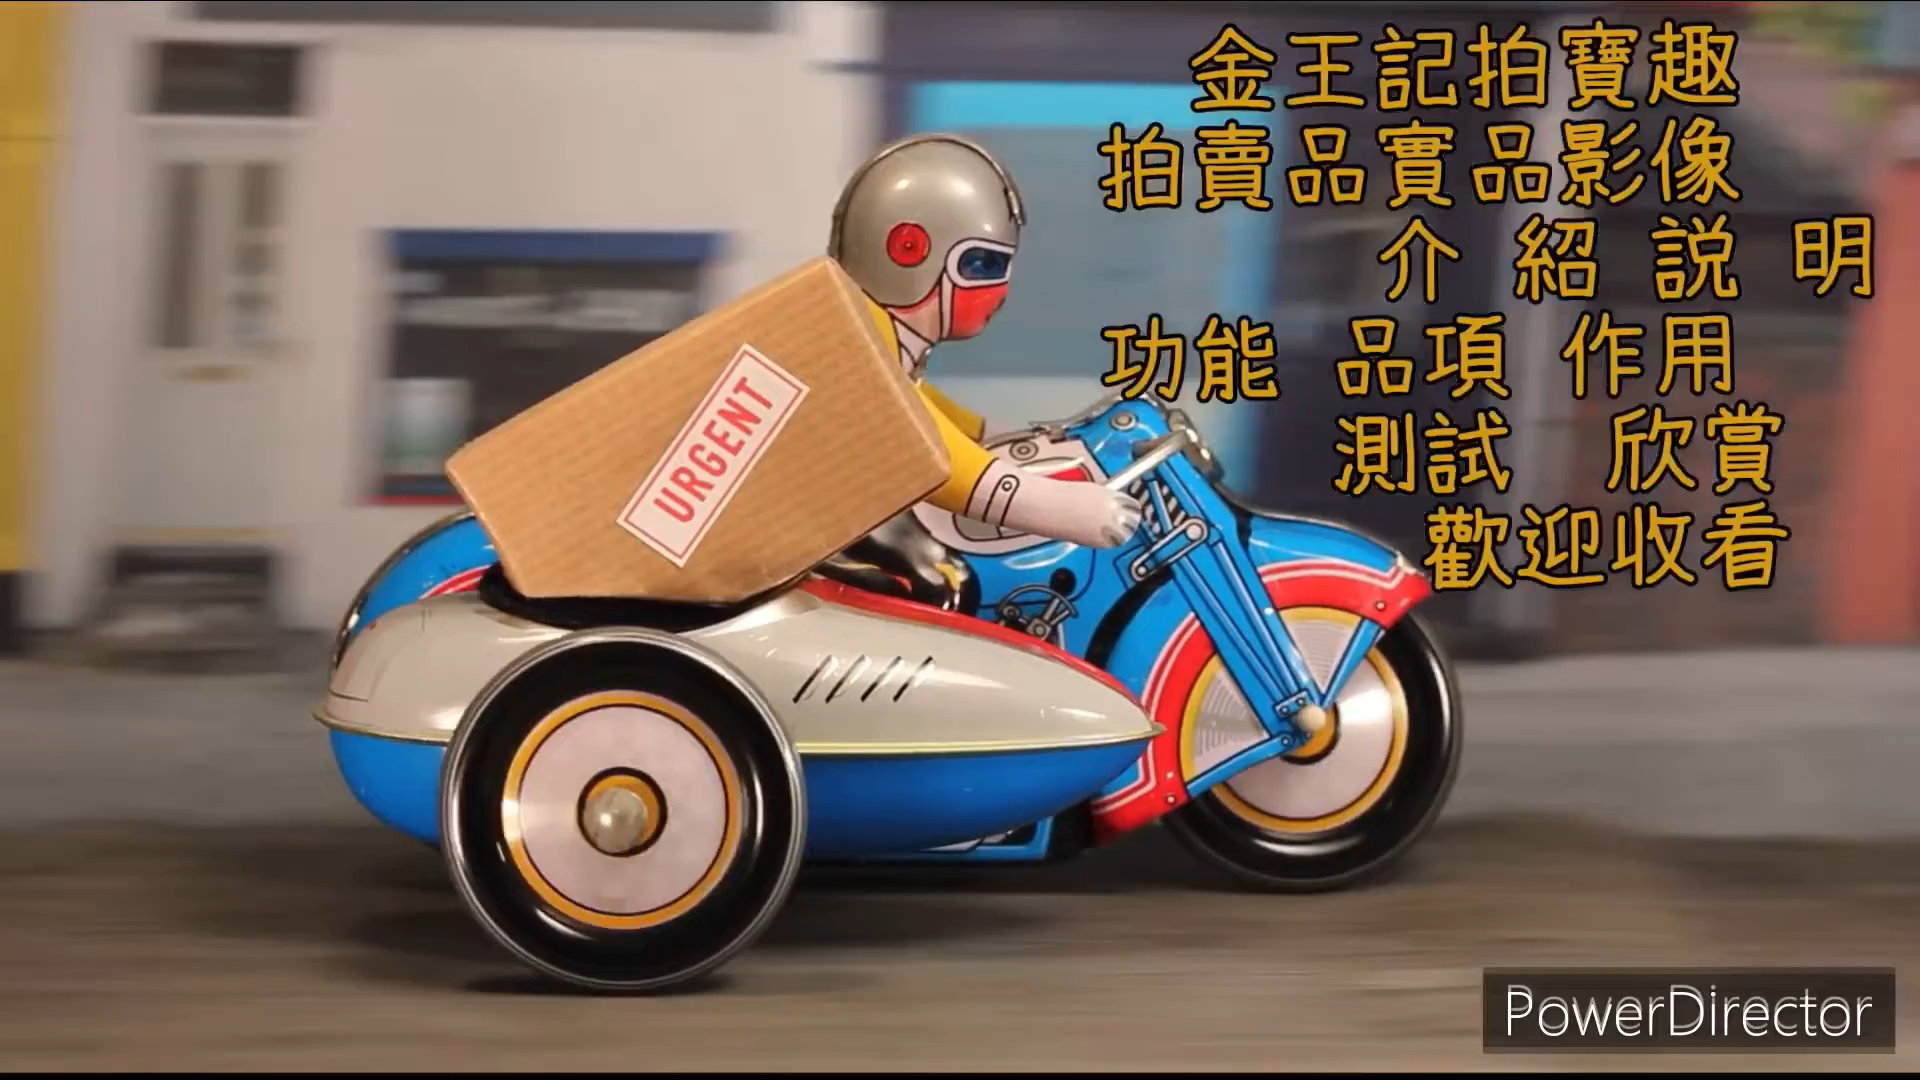 金王記拍寶趣
拍賣品實品影像
介 紹 説 明
功能 品項 作用
測試 欣賞
歡迎收看
URGENT
PowerDirector